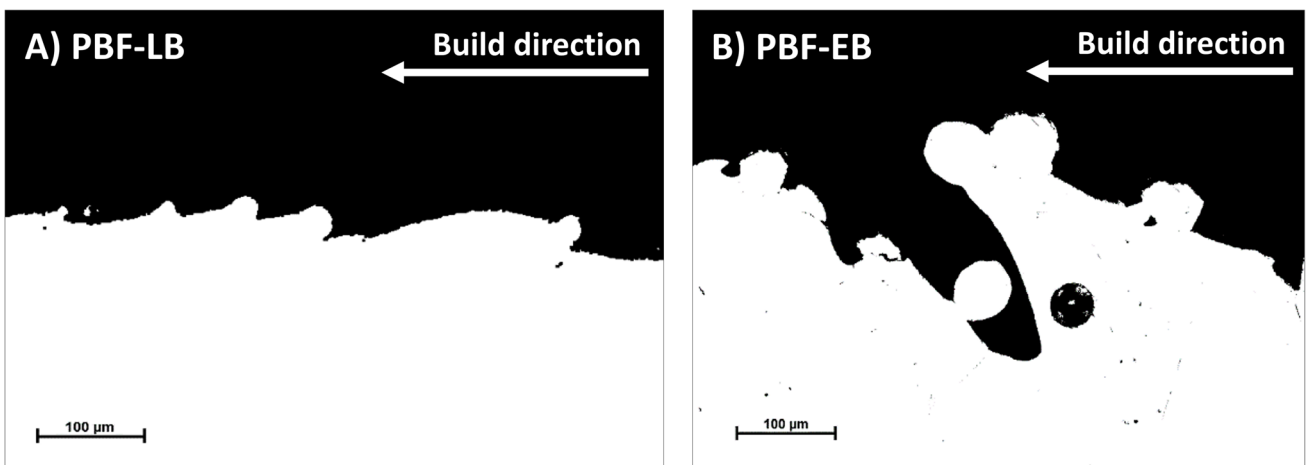 A) PBF-LB
Build direction
100 µm
B) PBF-EB
Build direction
100 µm